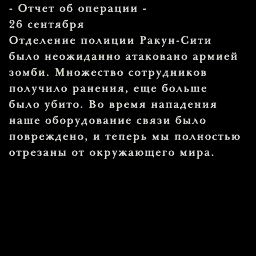 - Отчет об операции -
26 сентября
Отделение полиции Ракун-Сити
было неожиданно атаковано армией
зомби. Множество сотрудников
получило ранения, еще больше
было убито. Во время нападения
наше оборудование связи было
повреждено, и теперь мы полностью
отрезаны от окружающего мира.